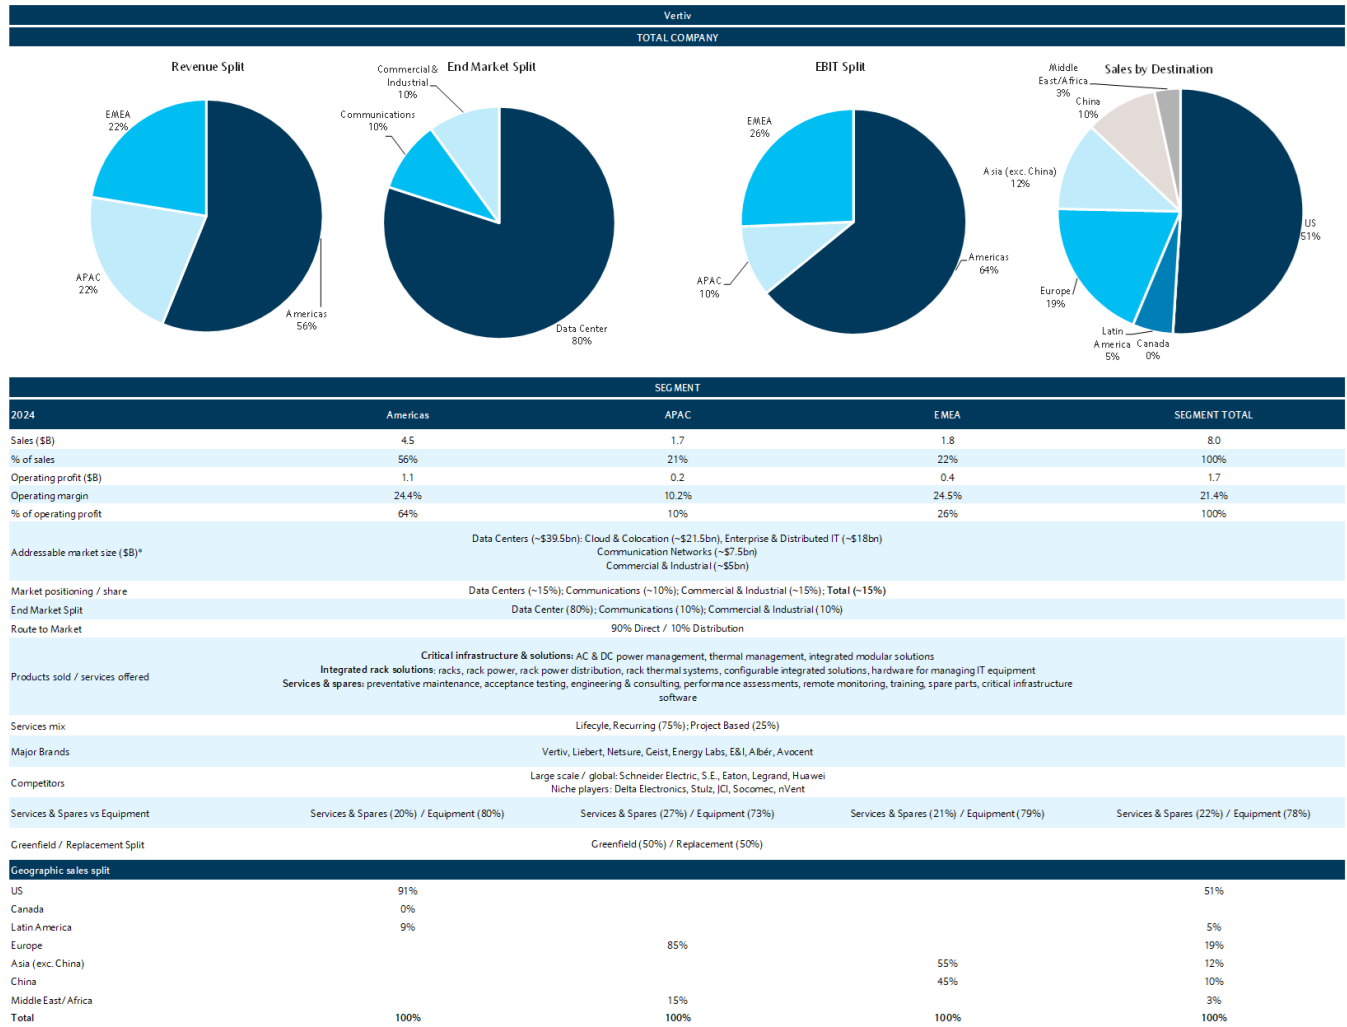 Vertiv
TOTAL COMPANY
Revenue Split
EMEA
22%
APAC
22%
Americas
56%
End Market Split
Commercial &
Industrial
10%
Communications
10%
Data Center
80%
EBIT Split
EMEA
26%
APAC
10%
Americas
64%
Sales by Destination
Middle
East/Africa
3%
China
10%
Asia (exc. China)
12%
Europe
19%
Latin
America
5%
Canada
0%
US
51%
SEGMENT
2024 Americas APAC EMEA SEGMENT TOTAL
Sales ($B) 4.5 1.7 1.8 8.0
% of sales 56% 21% 22% 100%
Operating profit ($B) 1.1 0.2 0.4 1.7
Operating margin 24.4% 10.2% 24.5% 21.4%
% of operating profit 64% 10% 26% 100%
Addressable market size ($B)*
Data Centers (~$39.5bn): Cloud & Colocation (~$21.5bn), Enterprise & Distributed IT (~$18bn)
Communication Networks (~$7.5bn)
Commercial & Industrial (~$5bn)
Market positioning / share Data Centers (~15%); Communications (~10%); Commercial & Industrial (~15%); Total (~15%)
End Market Split Data Center (80%); Communications (10%); Commercial & Industrial (10%)
Route to Market 90% Direct / 10% Distribution
Products sold / services offered
Critical infrastructure & solutions: AC & DC power management, thermal management, integrated modular solutions
Integrated rack solutions: racks, rack power, rack power distribution, rack thermal systems, configurable integrated solutions, hardware for managing IT equipment
Services & spares: preventative maintenance, acceptance testing, engineering & consulting, performance assessments, remote monitoring, training, spare parts, critical infrastructure
software
Services mix Lifecyle, Recurring (75%); Project Based (25%)
Major Brands Vertiv, Liebert, Netsure, Geist, Energy Labs, E&I, Albér, Avocent
Competitors
Large scale / global: Schneider Electric, S.E., Eaton, Legrand, Huawei
Niche players: Delta Electronics, Stulz, JCI, Socomec, nVent
Services & Spares vs Equipment Services & Spares (20%) / Equipment (80%) Services & Spares (27%) / Equipment (73%) Services & Spares (21%) / Equipment (79%) Services & Spares (22%) / Equipment (78%)
Greenfield / Replacement Split Greenfield (50%) / Replacement (50%)
Geographic sales split
US 91% 51%
Canada 0%
Latin America 9% 5%
Europe 85% 19%
Asia (exc. China) 55% 12%
China 45% 10%
Middle East/Africa 15% 3%
Total 100% 100% 100% 100%